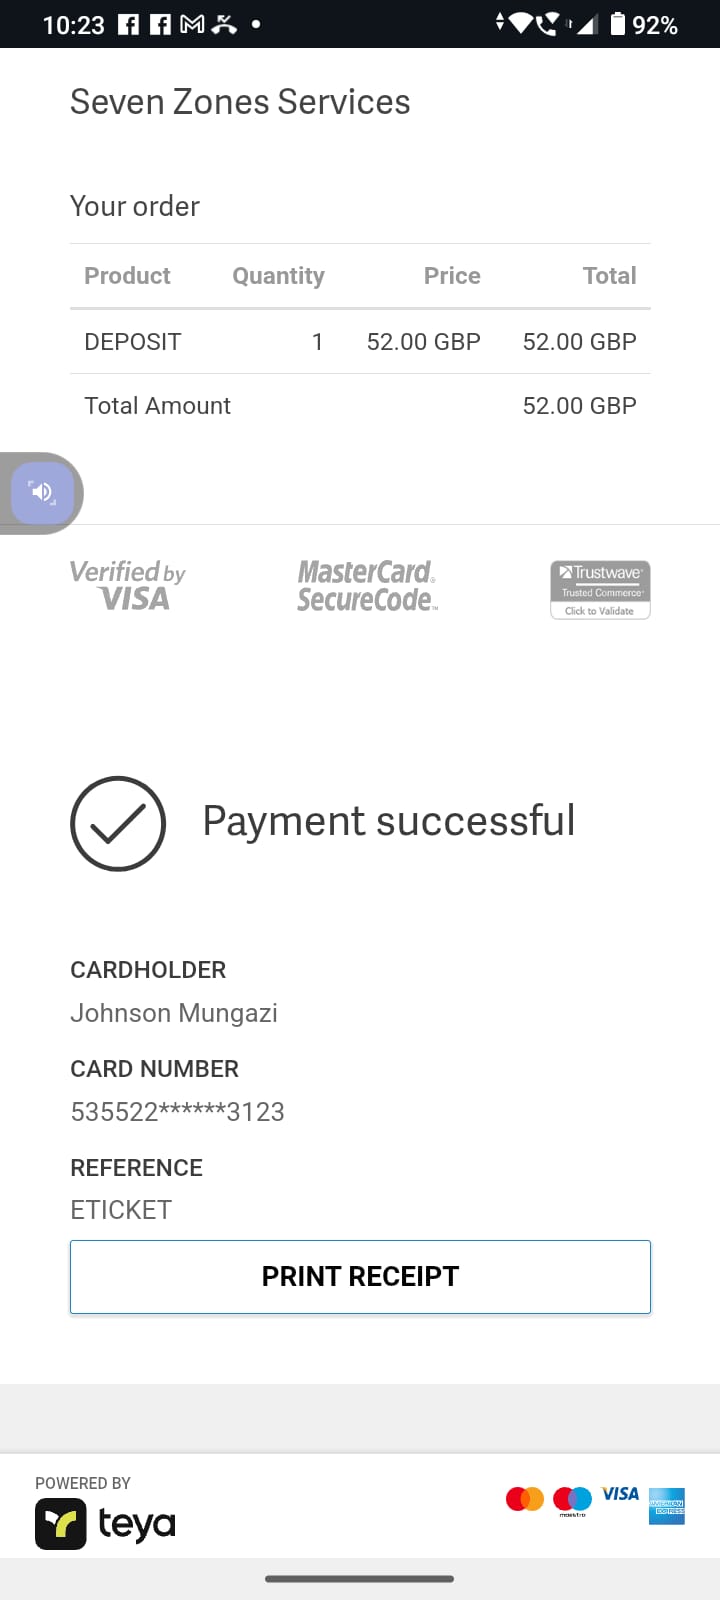 10:23 92%
Seven Zones Services
Your order
Product Quantity Price Total
DEPOSIT 1 52.00 GBP 52.00 GBP
Total Amount 52.00 GBP
Verified by
VISA
MasterCard.
SecureCode™
Trustwave®
Trusted Commerce™
Click to Validate
Payment successful
CARDHOLDER
Johnson Mungazi
CARD NUMBER
535522******3123
REFERENCE
ETICKET
PRINT RECEIPT
POWERED BY
teya
maestro
VISA
AMERICAN
EXPRESS